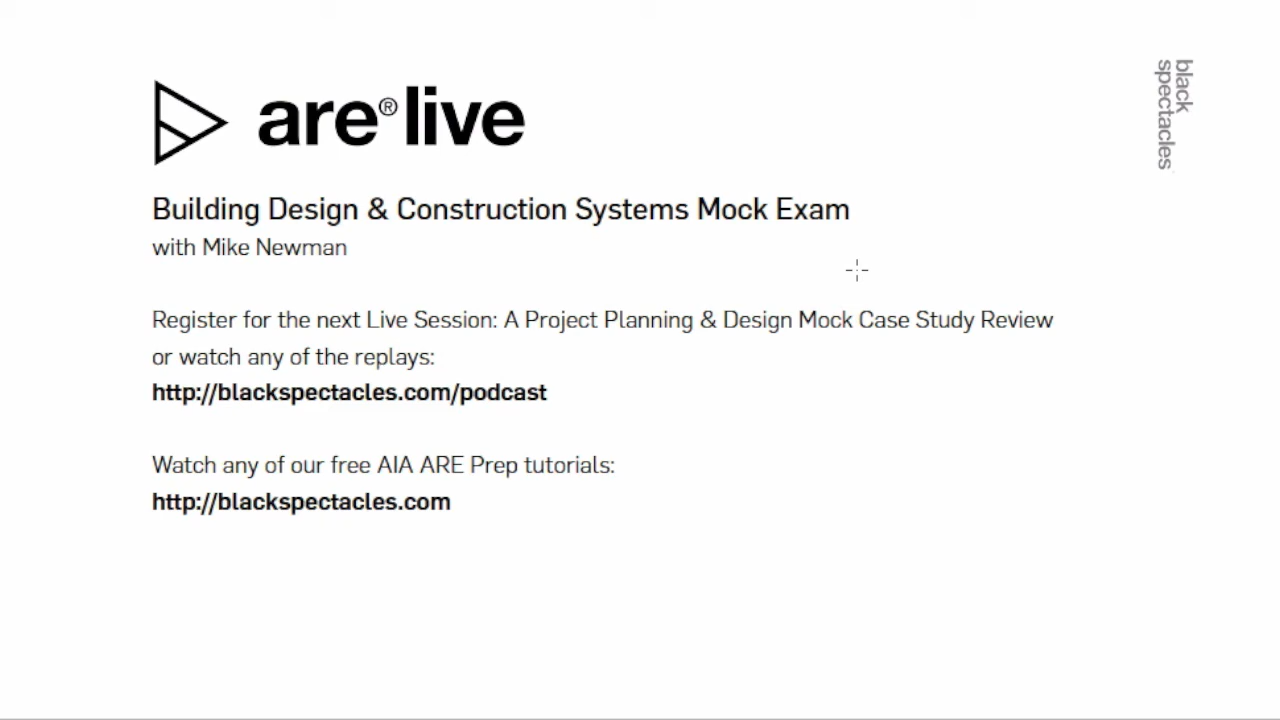 are® live
black
spectacles
Building Design & Construction Systems Mock Exam
with Mike Newman
Register for the next Live Session: A Project Planning & Design Mock Case Study Review
or watch any of the replays:
http://blackspectacles.com/podcast
Watch any of our free AIA ARE Prep tutorials:
http://blackspectacles.com